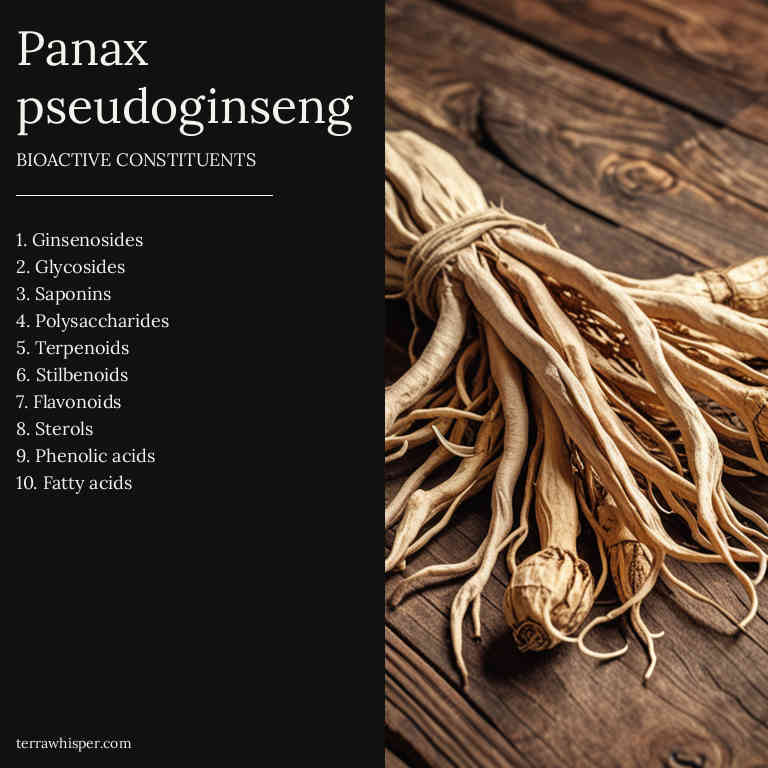 Panax
pseudoginseng
BIOACTIVE CONSTITUENTS
1. Ginsenosides
2. Glycosides
3. Saponins
4. Polysaccharides
5. Terpenoids
6. Stilbenoids
7. Flavonoids
8. Sterols
9. Phenolic acids
10. Fatty acids
terrawhisper.com